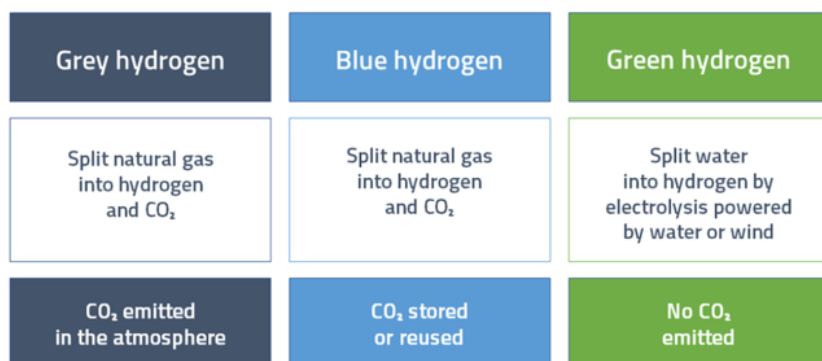 Grey hydrogen
Blue hydrogen
Green hydrogen
Split natural gas
into hydrogen
and CO₂
Split natural gas
into hydrogen
and CO₂
Split water
into hydrogen by
electrolysis powered
by water or wind
CO₂ emitted
in the atmosphere
CO₂ stored
or reused
No CO₂
emitted